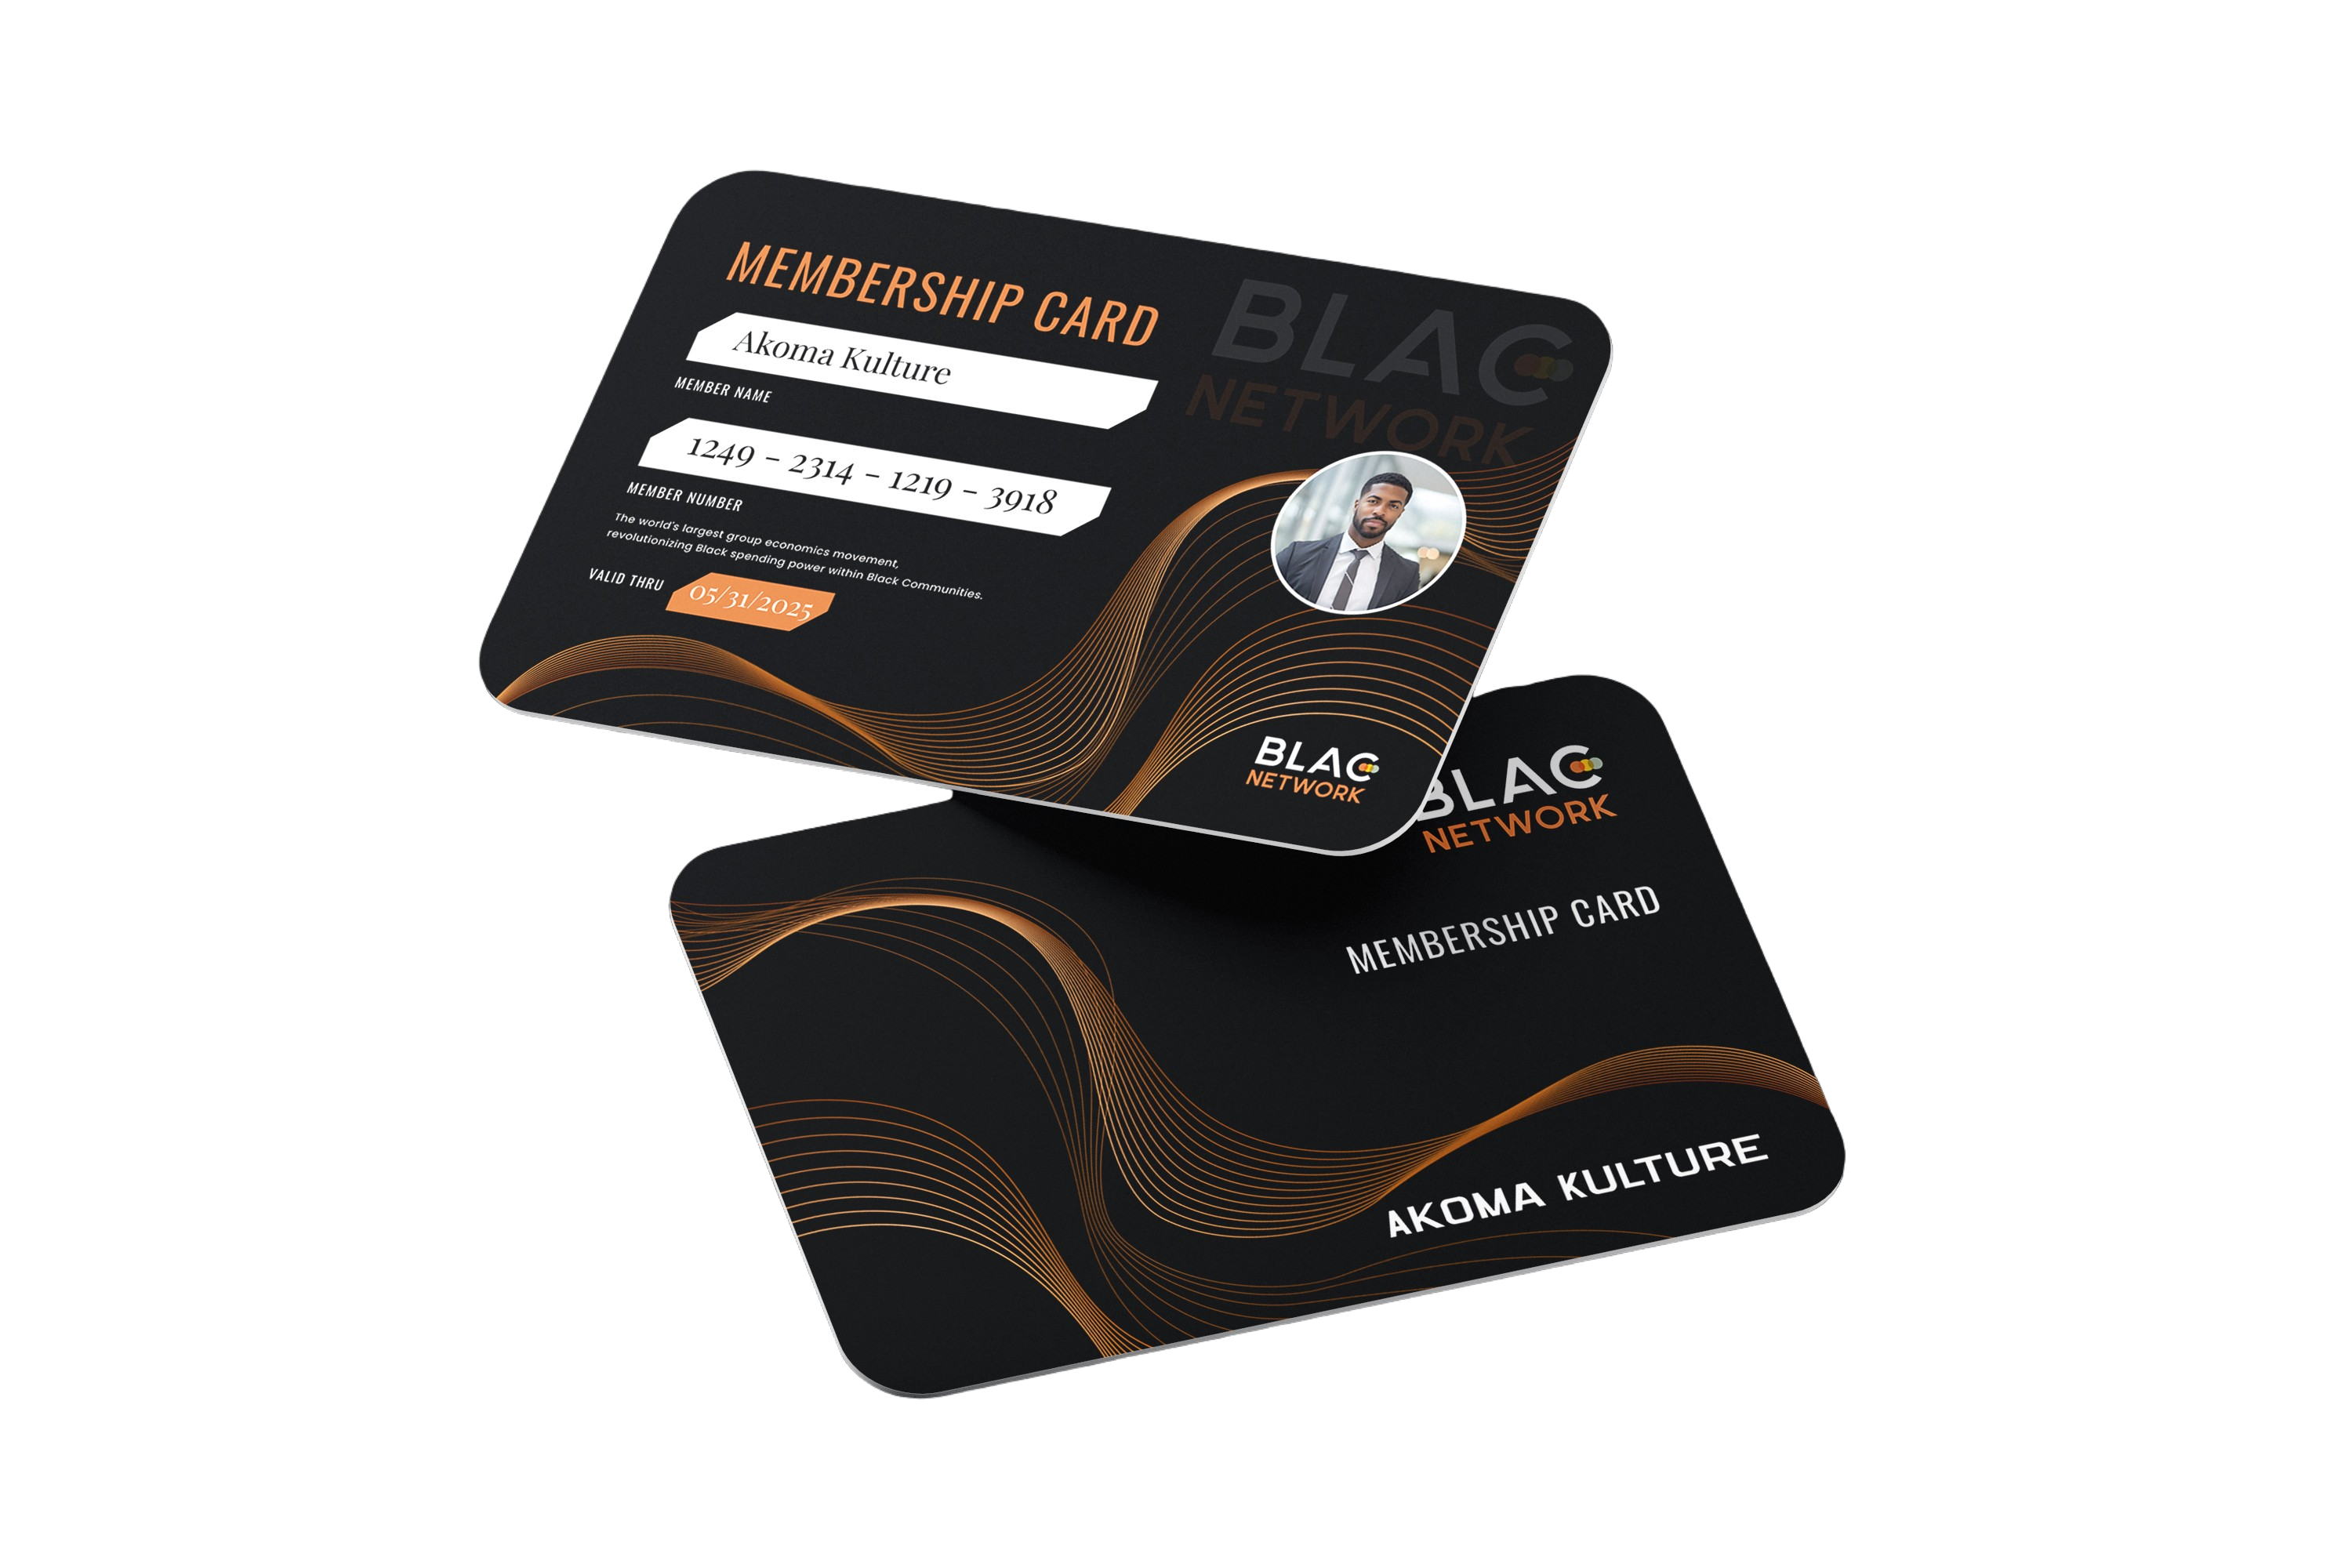 MEMBERSHIP CARD
BLAC
NETWORK
Akoma Kulture
MEMBER NAME
1249 - 2314 - 1219 - 3918
MEMBER NUMBER
The world's largest group economics movement,
revolutionizing Black spending power within Black Communities.
VALID THRU 05/31/2025
BLAC
NETWORK
BLAC
NETWORK
MEMBERSHIP CARD
AKOMA KULTURE